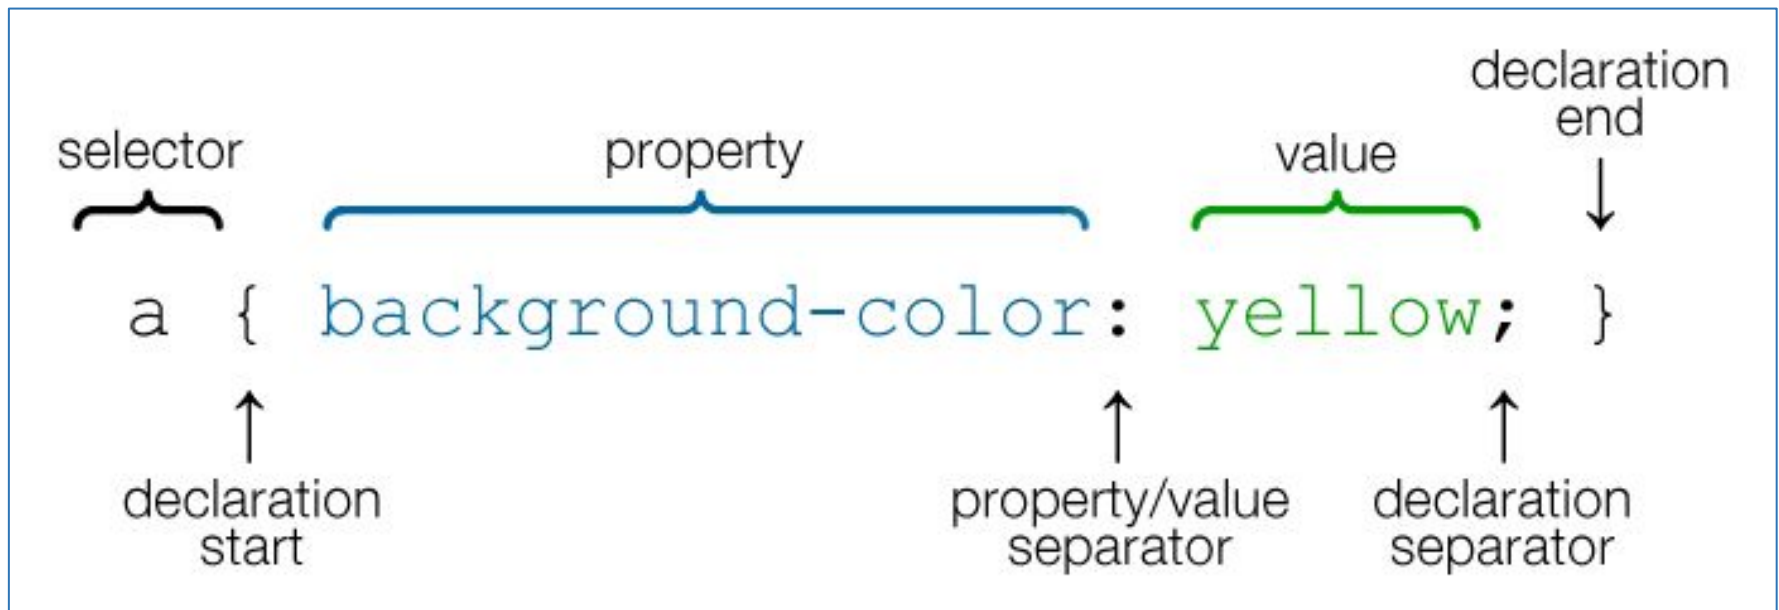 declaration
end
selector
property
value
a { background-color: yellow; }
declaration
start
property/value
separator
declaration
separator